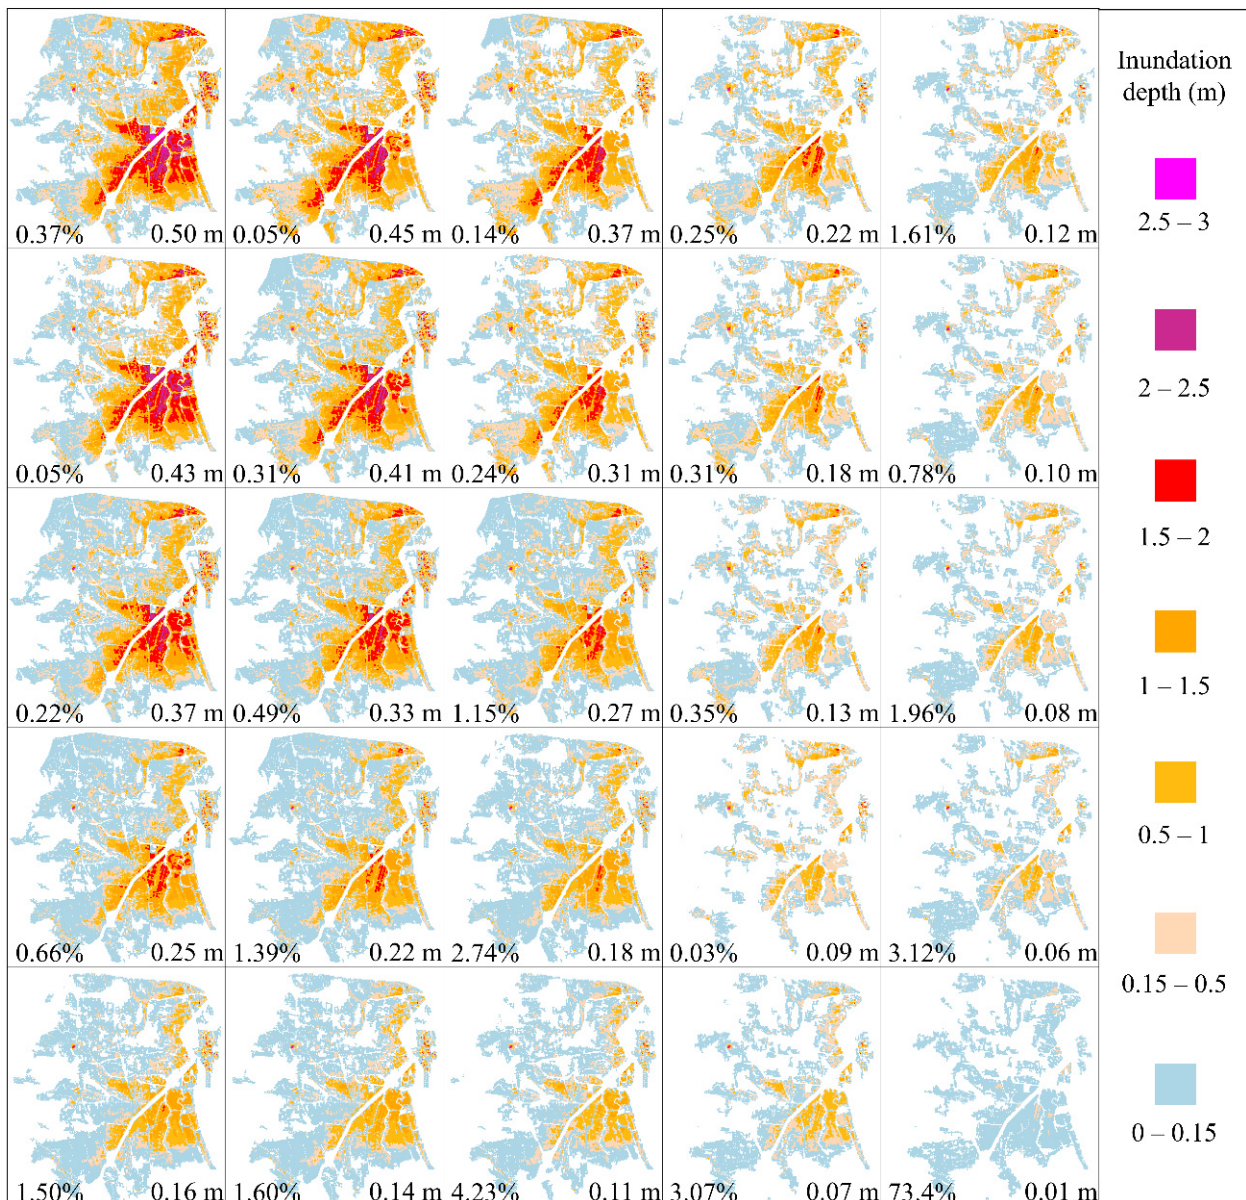 Inundation
depth (m)
2.5 – 3
2 – 2.5
1.5 – 2
1 – 1.5
0.5 – 1
0.15 – 0.5
0 – 0.15
0.37% 0.50 m 0.05% 0.45 m 0.14% 0.37 m 0.25% 0.22 m 1.61% 0.12 m
0.05% 0.43 m 0.31% 0.41 m 0.24% 0.31 m 0.31% 0.18 m 0.78% 0.10 m
0.22% 0.37 m 0.49% 0.33 m 1.15% 0.27 m 0.35% 0.13 m 1.96% 0.08 m
0.66% 0.25 m 1.39% 0.22 m 2.74% 0.18 m 0.03% 0.09 m 3.12% 0.06 m
1.50% 0.16 m 1.60% 0.14 m 4.23% 0.11 m 3.07% 0.07 m 73.4% 0.01 m